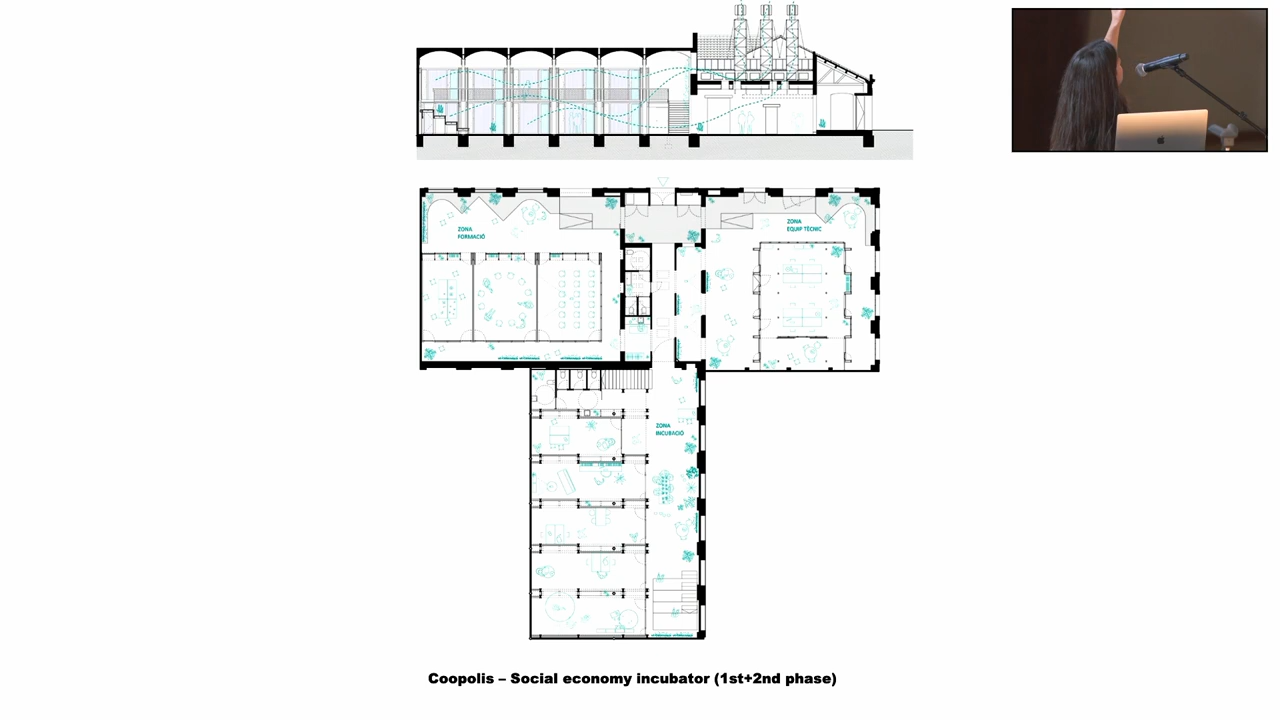 ZONA
FORMACIÓ
ZONA
EQUIP TÈCNIC
ZONA
INCUBACIÓ
Coopolis – Social economy incubator (1st+2nd phase)